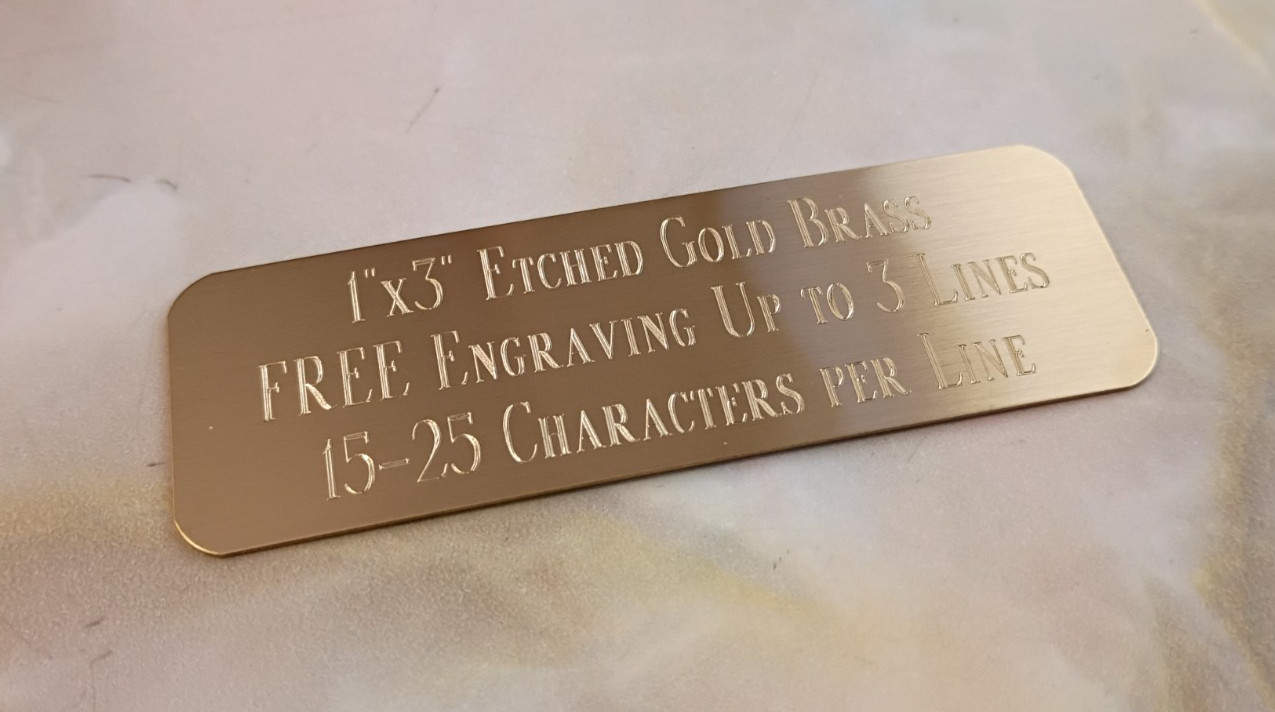 1"x3" Etched Gold Brass
FREE Engraving Up to 3 Lines
15-25 Characters per Line